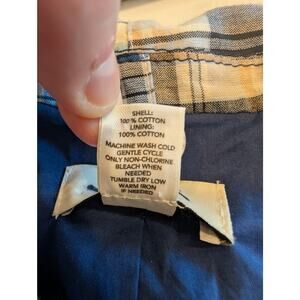 SHELL:
100% COTTON
LINING:
100% COTTON
MACHINE WASH COLD
GENTLE CYCLE
ONLY NON-CHLORINE
BLEACH WHEN
NEEDED
TUMBLE DRY LOW
WARM IRON
IF NEEDED